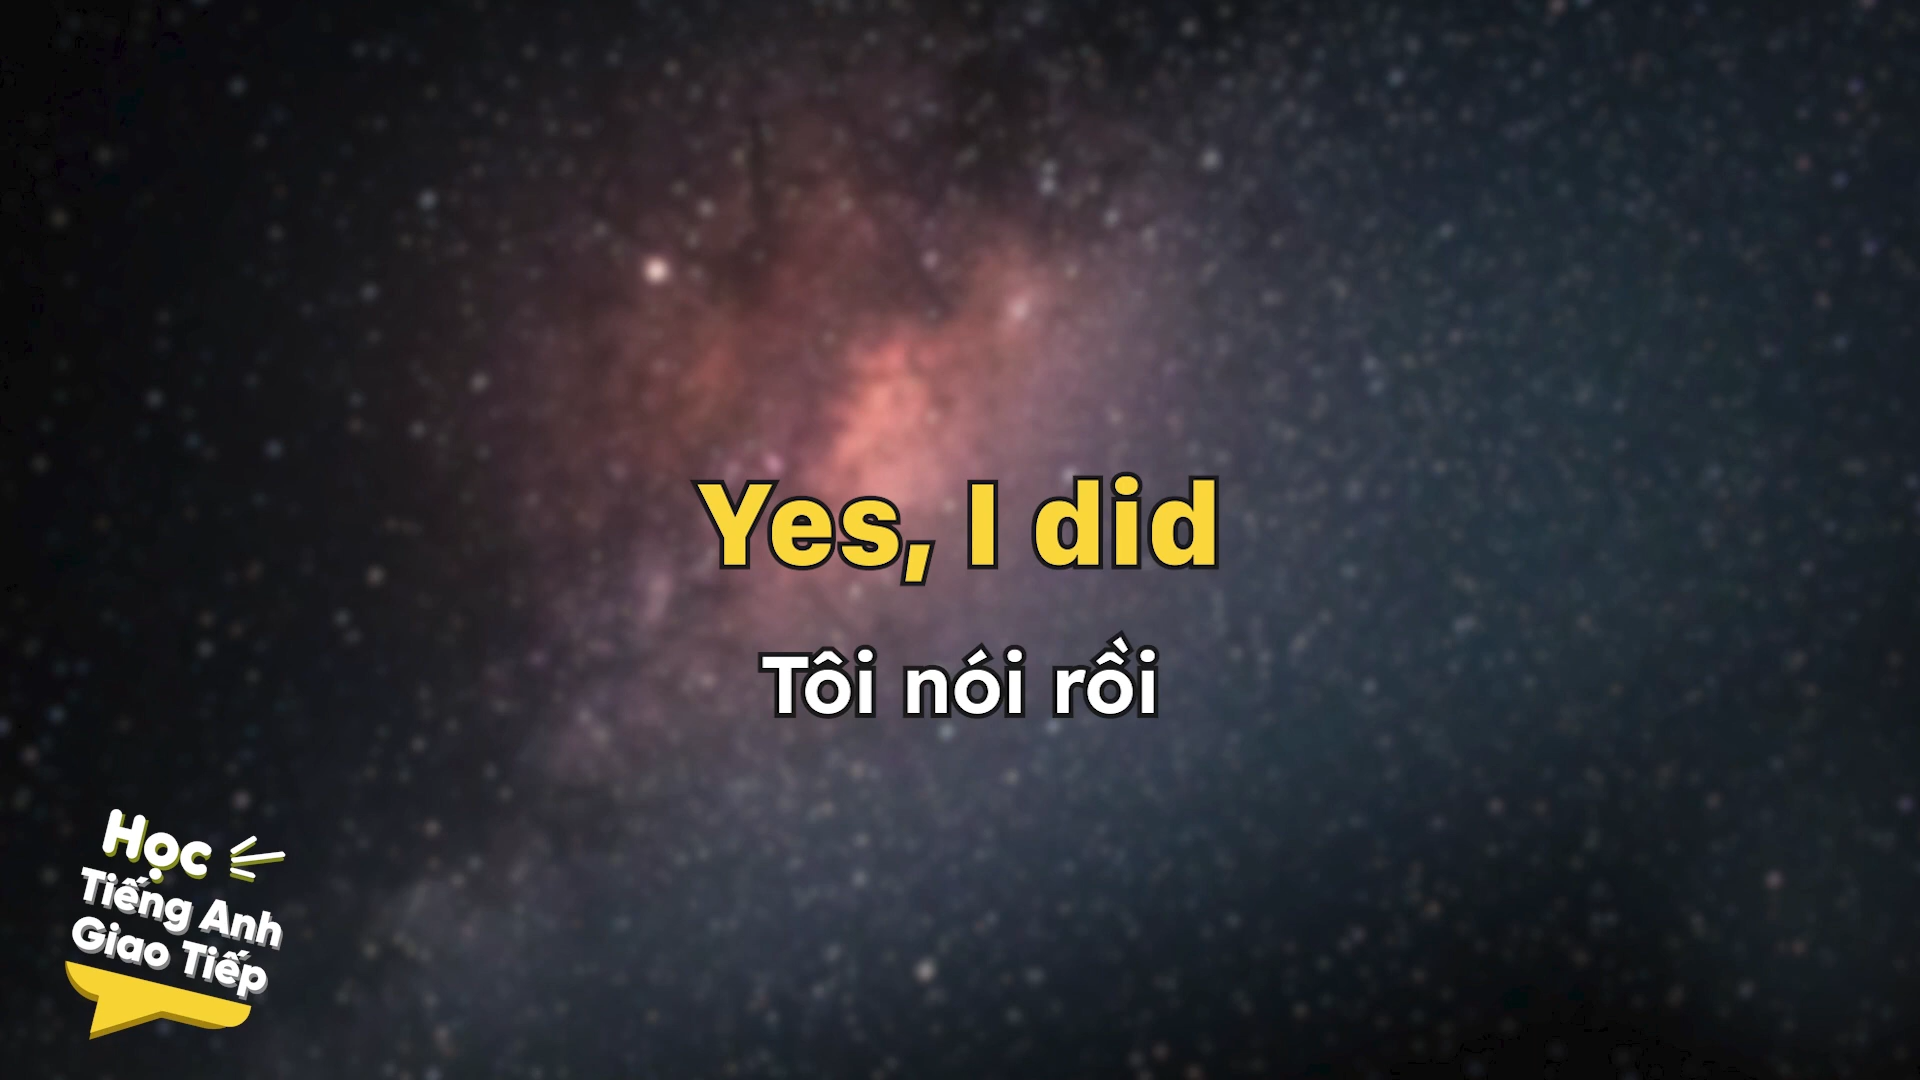 Yes, I did
Tôi nói rồi
Học
Tiếng Anh
Giao Tiếp